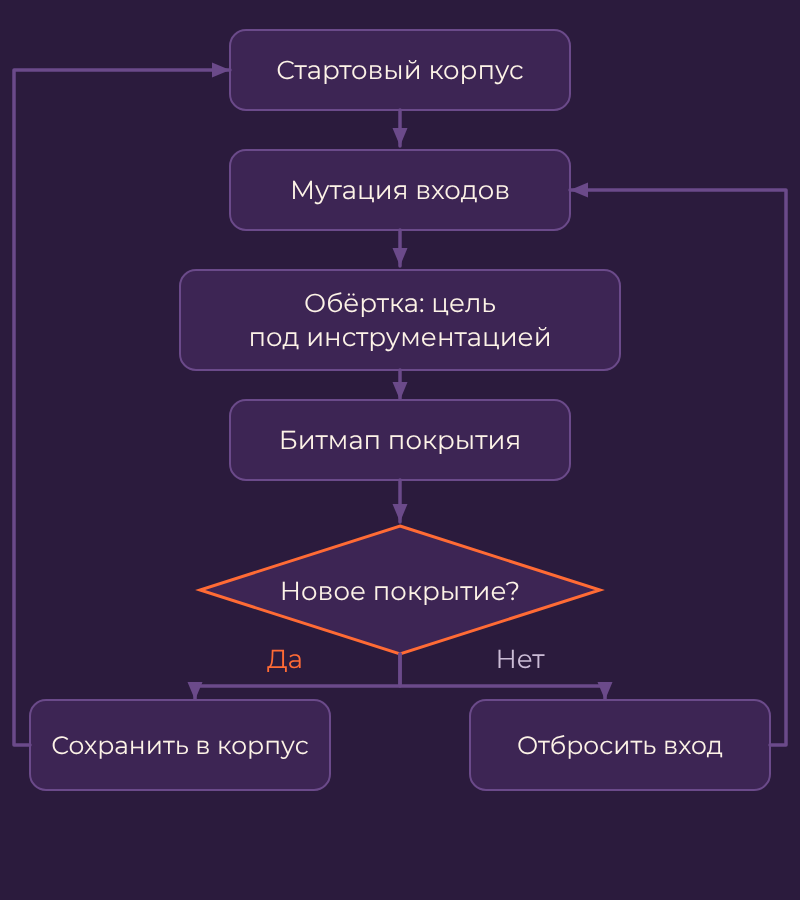 Стартовый корпус
Мутация входов
Обёртка: цель
под инструментацией
Битмап покрытия
Новое покрытие?
Да
Нет
Сохранить в корпус
Отбросить вход